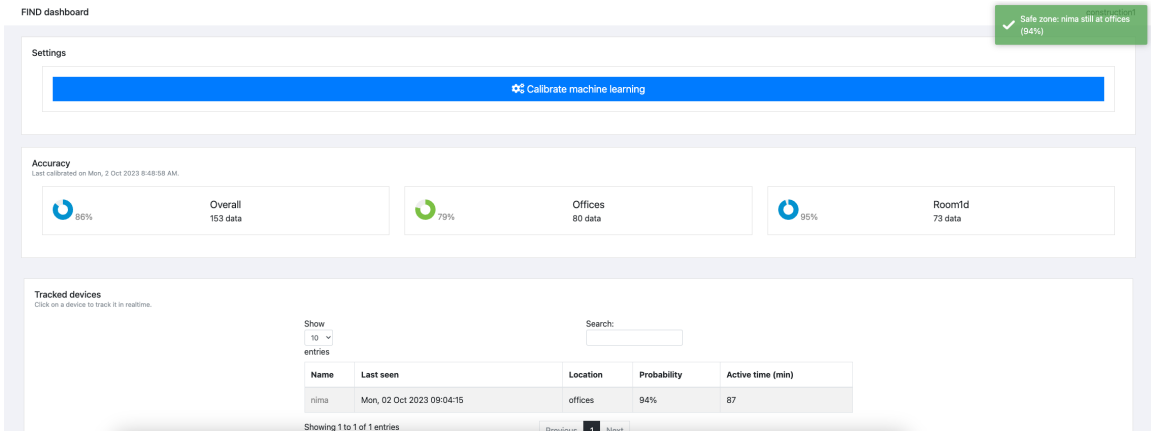 FIND dashboard
construction1
Safe zone: nima still at offices
(94%)
Settings
Calibrate machine learning
Accuracy
Last calibrated on Mon, 2 Oct 2023 8:48:58 AM.
86%
Overall
153 data
79%
Offices
80 data
95%
Room1d
73 data
Tracked devices
Click on a device to track it in realtime.
Show
10
entries
Search:
Name Last seen Location Probability Active time (min)
nima Mon, 02 Oct 2023 09:04:15 offices 94% 87
Showing 1 to 1 of 1 entries
Previous 1 Next